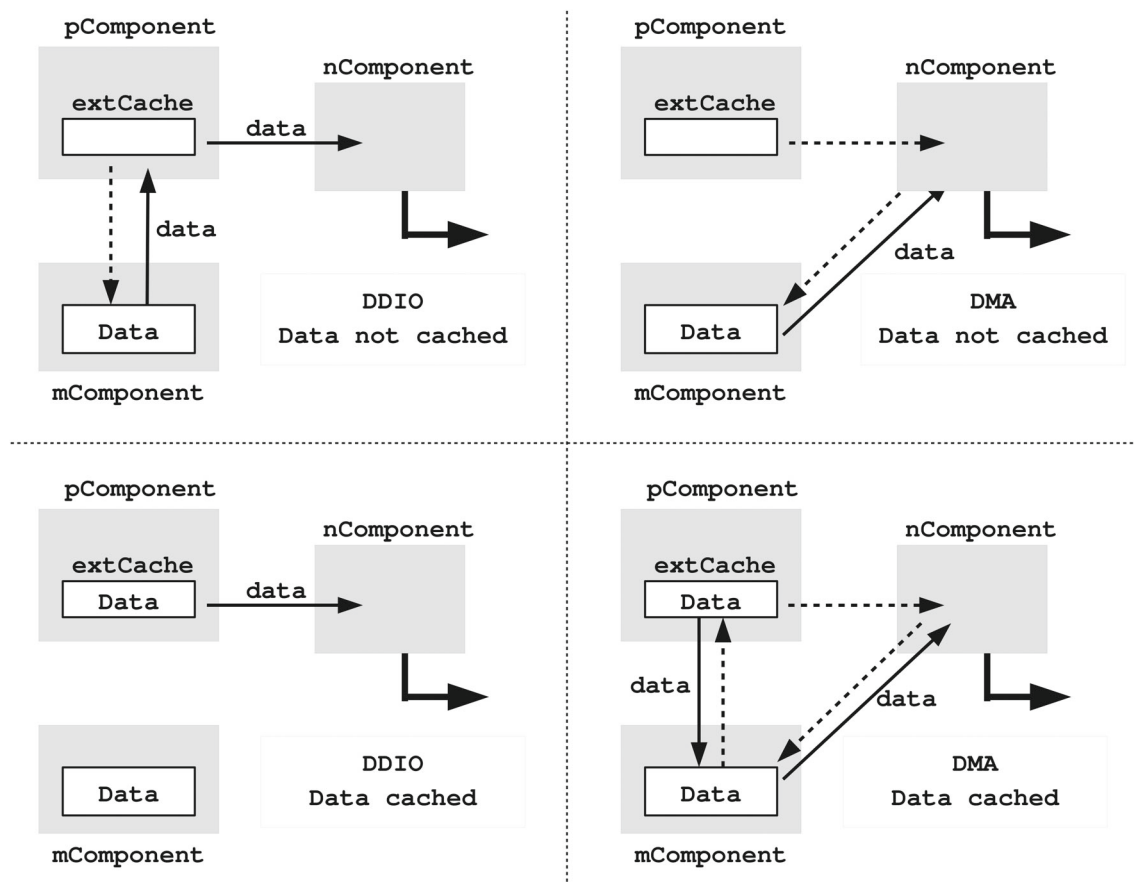 pComponent
nComponent
extCache
data
data
DDIO
Data
Data not cached
mComponent
pComponent
nComponent
extCache
data
DMA
Data
Data not cached
mComponent
pComponent
nComponent
extCache
data
Data
DDIO
Data
Data cached
mComponent
pComponent
nComponent
extCache
Data
data
data
DMA
Data
Data cached
mComponent